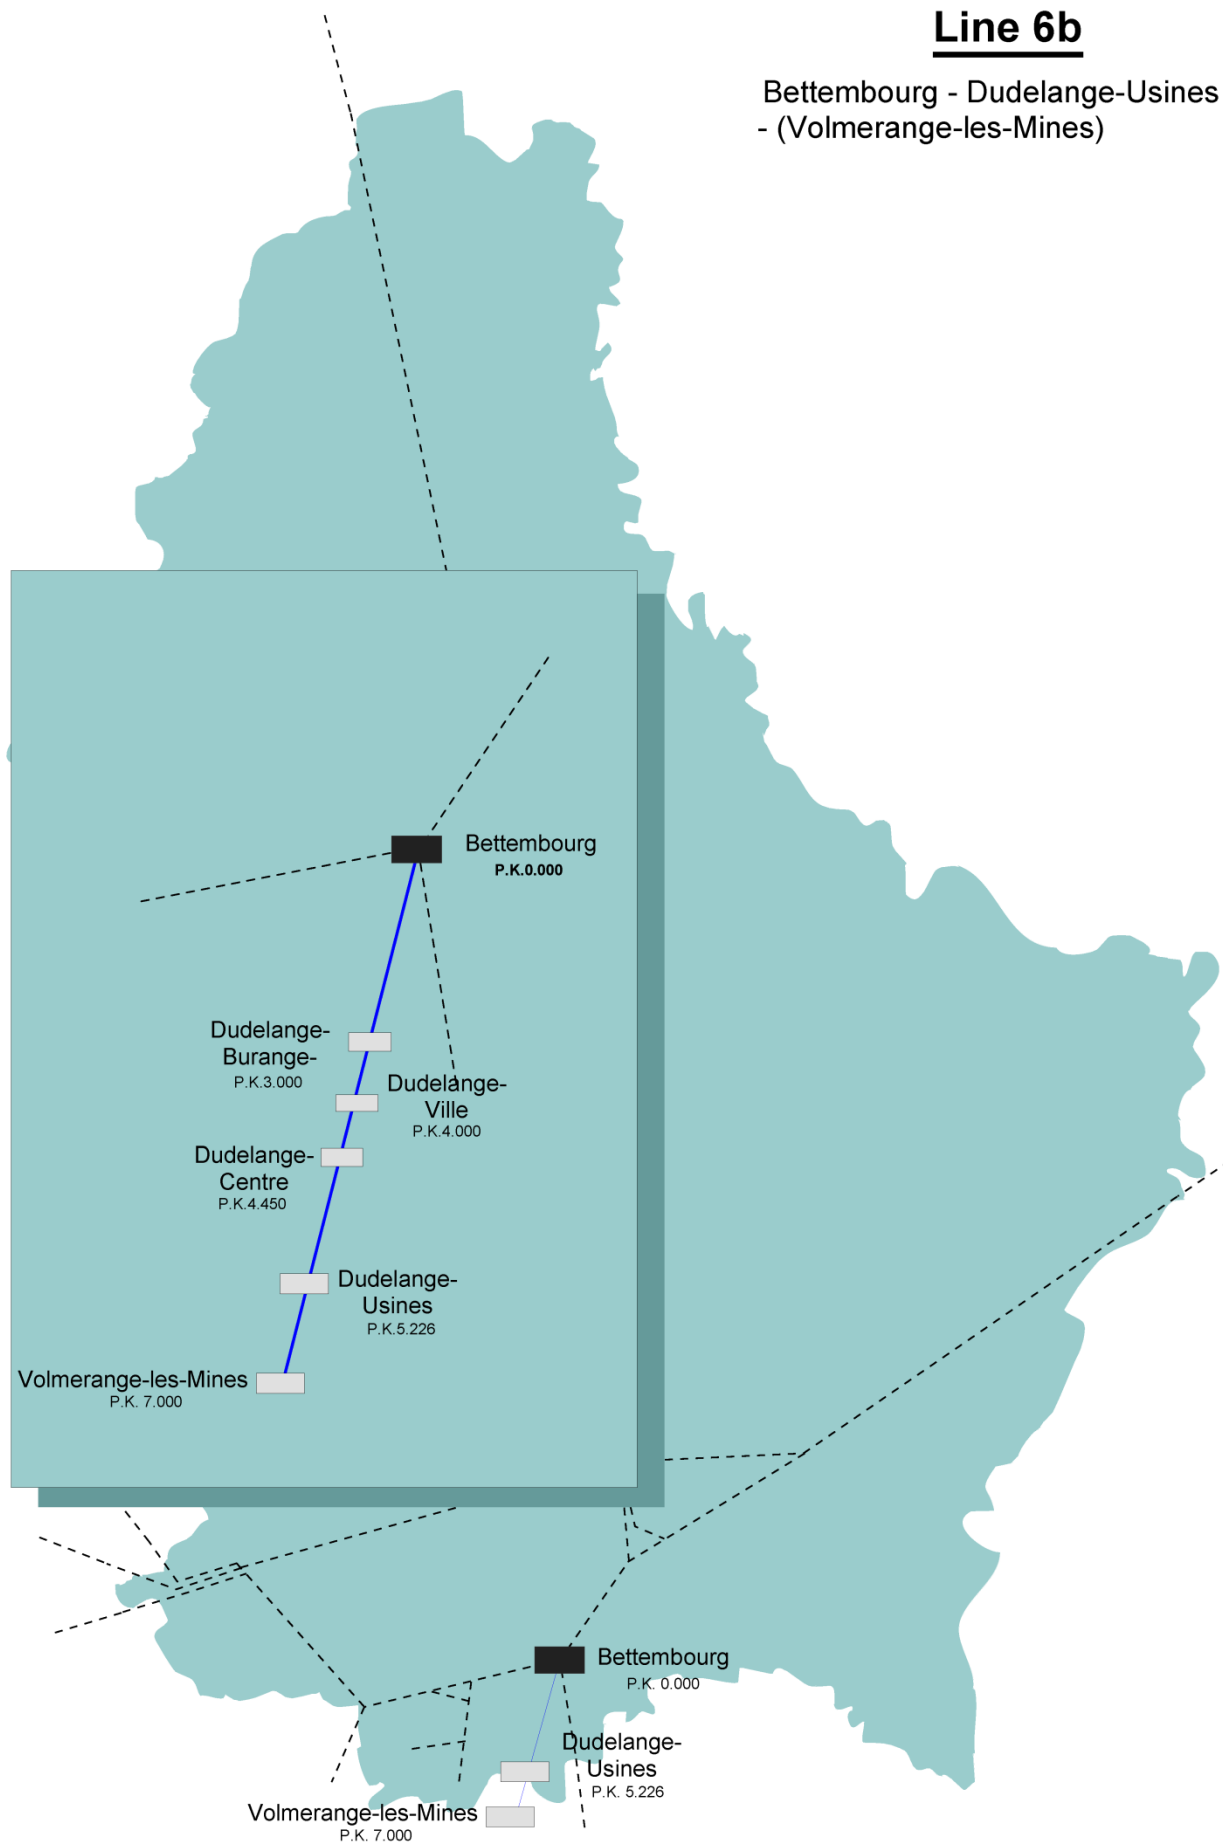 Line 6b
Bettembourg - Dudelange-Usines
- (Volmerange-les-Mines)
Bettembourg
P.K.0.000
Dudelange-
Burange-
P.K.3.000
Dudelange-
Ville
P.K.4.000
Dudelange-
Centre
P.K.4.450
Dudelange-
Usines
P.K.5.226
Volmerange-les-Mines
P.K. 7.000
Bettembourg
P.K. 0.000
Dudelange-
Usines
P.K. 5.226
Volmerange-les-Mines
P.K. 7.000